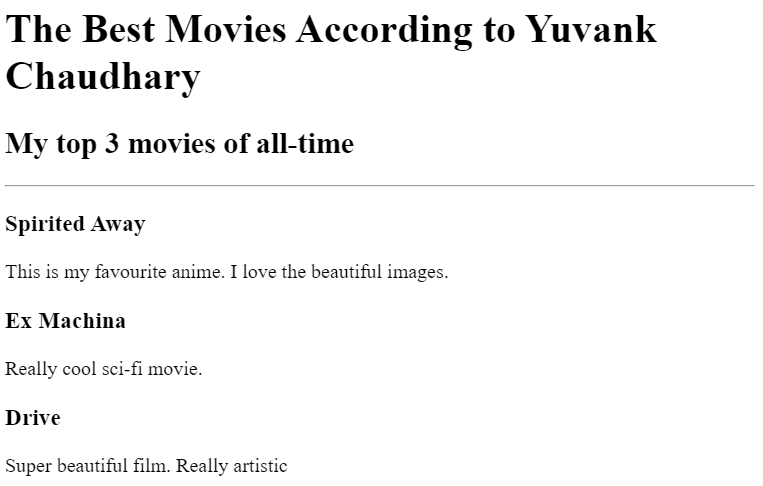 The Best Movies According to Yuvank
Chaudhary
My top 3 movies of all-time
Spirited Away
This is my favourite anime. I love the beautiful images.
Ex Machina
Really cool sci-fi movie.
Drive
Super beautiful film. Really artistic